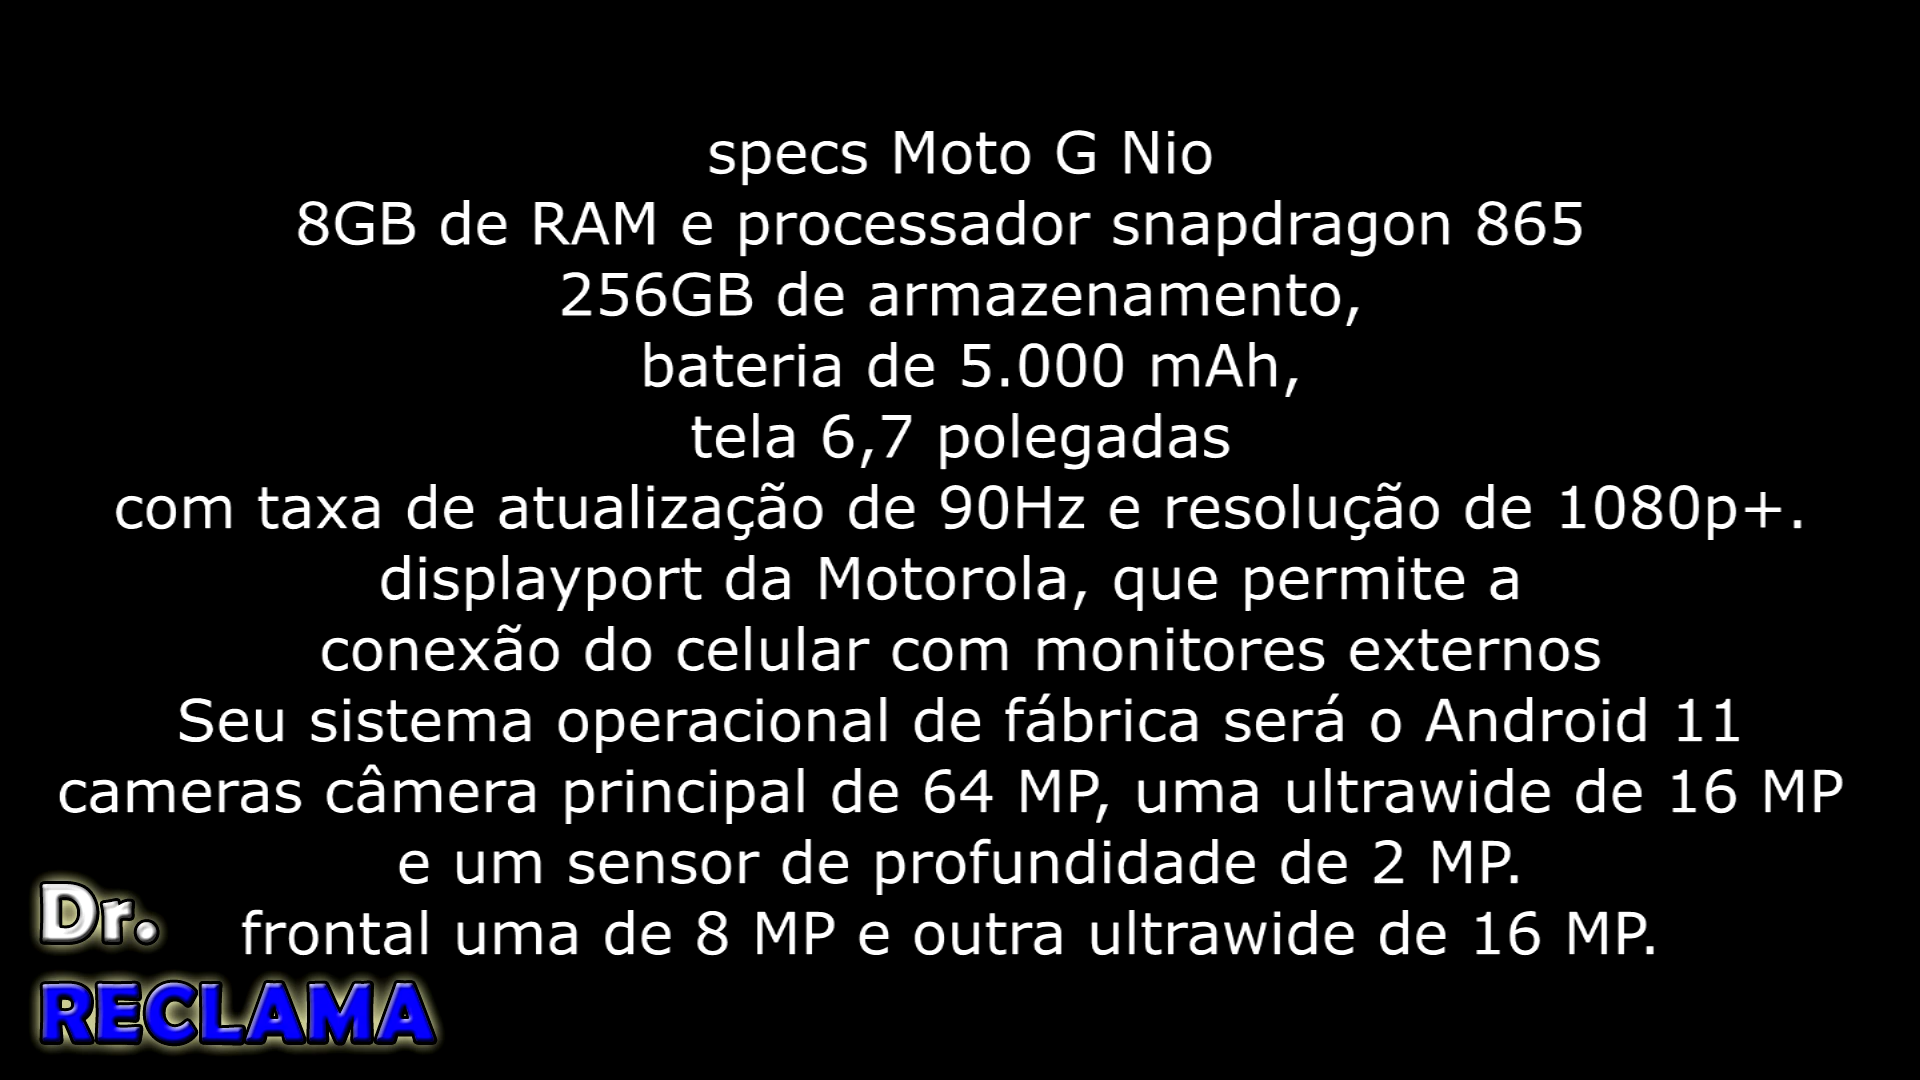 specs Moto G Nio
8GB de RAM e processador snapdragon 865
256GB de armazenamento,
bateria de 5.000 mAh,
tela 6,7 polegadas
com taxa de atualização de 90Hz e resolução de 1080p+.
displayport da Motorola, que permite a
conexão do celular com monitores externos
Seu sistema operacional de fábrica será o Android 11
cameras câmera principal de 64 MP, uma ultrawide de 16 MP
e um sensor de profundidade de 2 MP.
frontal uma de 8 MP e outra ultrawide de 16 MP.
Dr.
RECLAMA